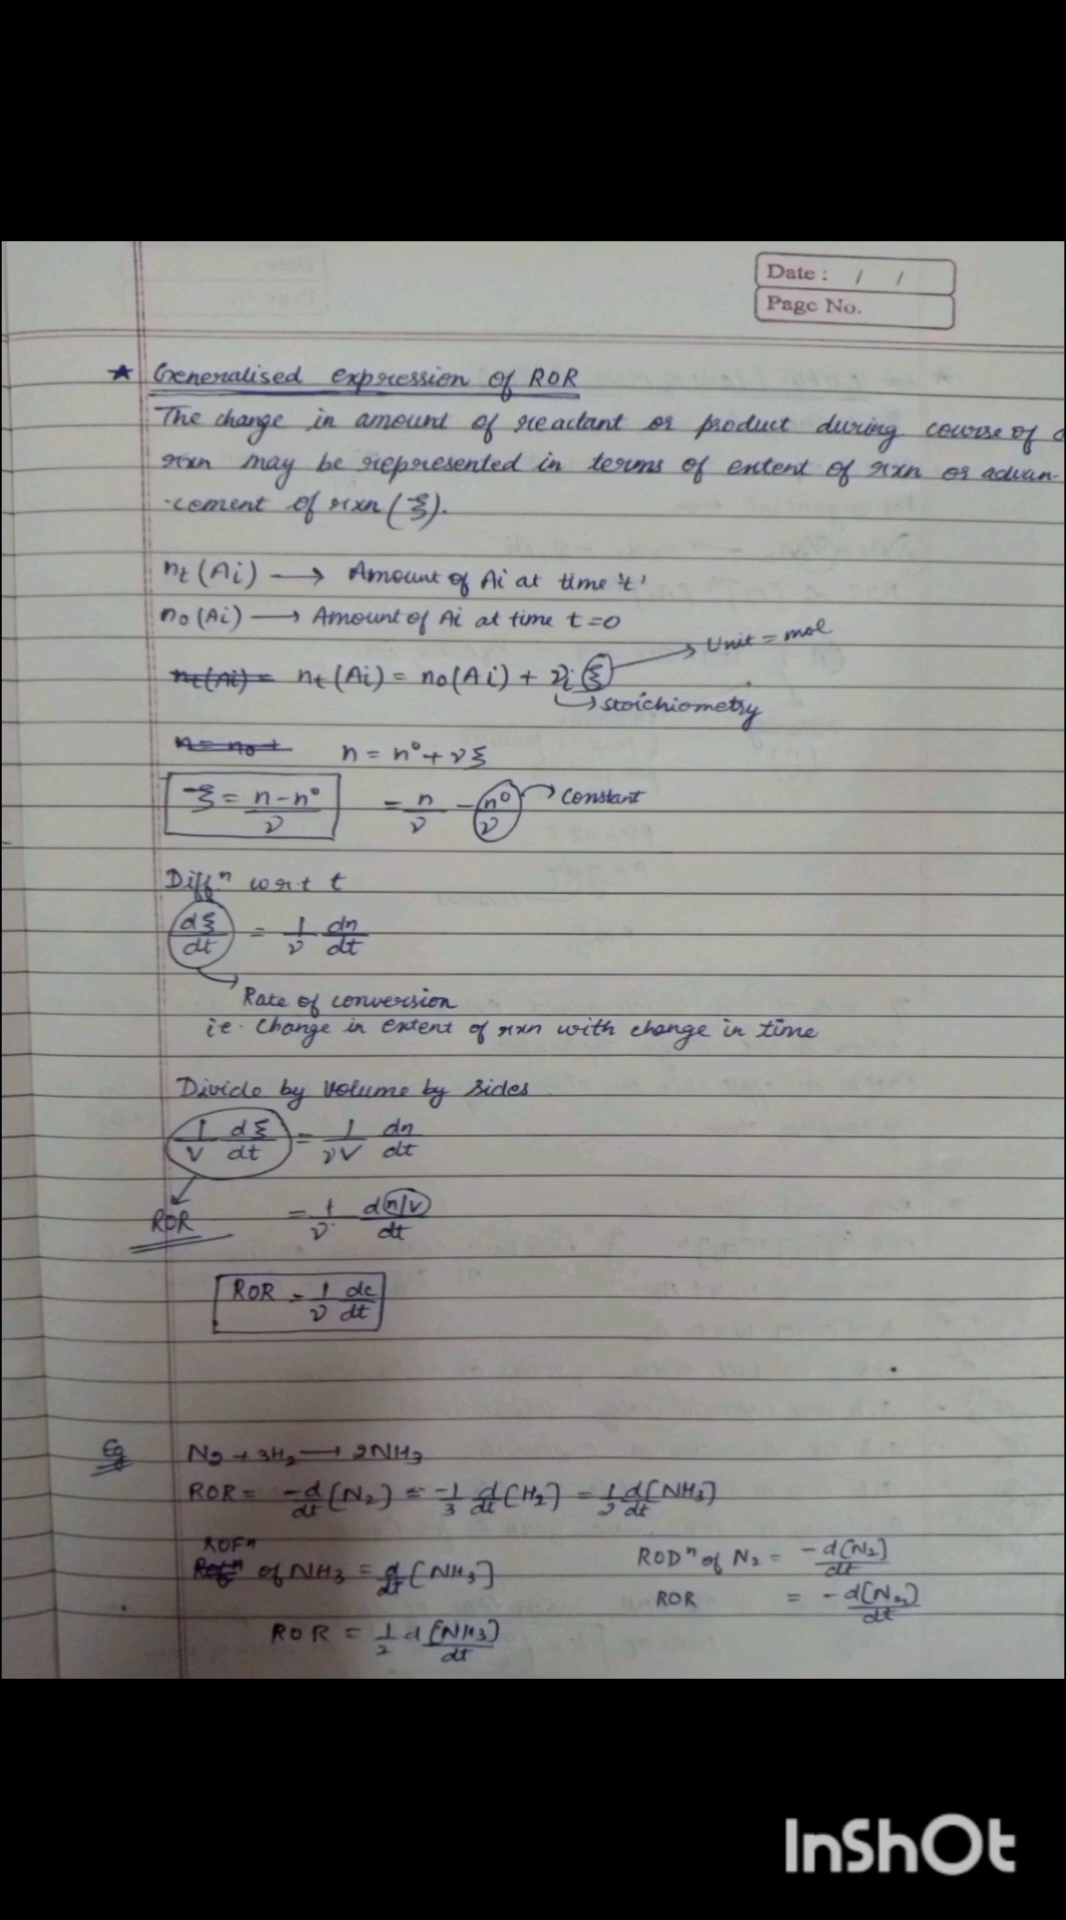 Date : / /
Page No.
★ Generalised expression of ROR
The change in amount of reactant or product during course of a
rxn may be represented in terms of extent of rxn or advan-
-cement of rxn (ξ).
nt (Ai) → Amount of Ai at time 't'
no (Ai) → Amount of Ai at time t=0
nt (Ai) = no (Ai) + νi ξ → Unit = mol
↳ stoichiometry
n = n° + νξ
ξ = n-n°/ν = n/ν - n°/ν → Constant
Diffⁿ w.r.t t
dξ/dt = 1/ν dn/dt
Rate of conversion
i.e. Change in extent of rxn with change in time
Divide by volume by sides
1/V dξ/dt = 1/νV dn/dt
ROR = 1/ν d(n/V)/dt
ROR = 1/ν dc/dt
Eg N2 + 3H2 → 2NH3
ROR = -d/dt [N2] = -1/3 d/dt [H2] = 1/2 d/dt [NH3]
ROFⁿ
of NH3 = d/dt [NH3]
RODⁿ of N2 = -d[N2]/dt
ROR = -d[N2]/dt
ROR = 1/2 d[NH3]/dt
InShOt